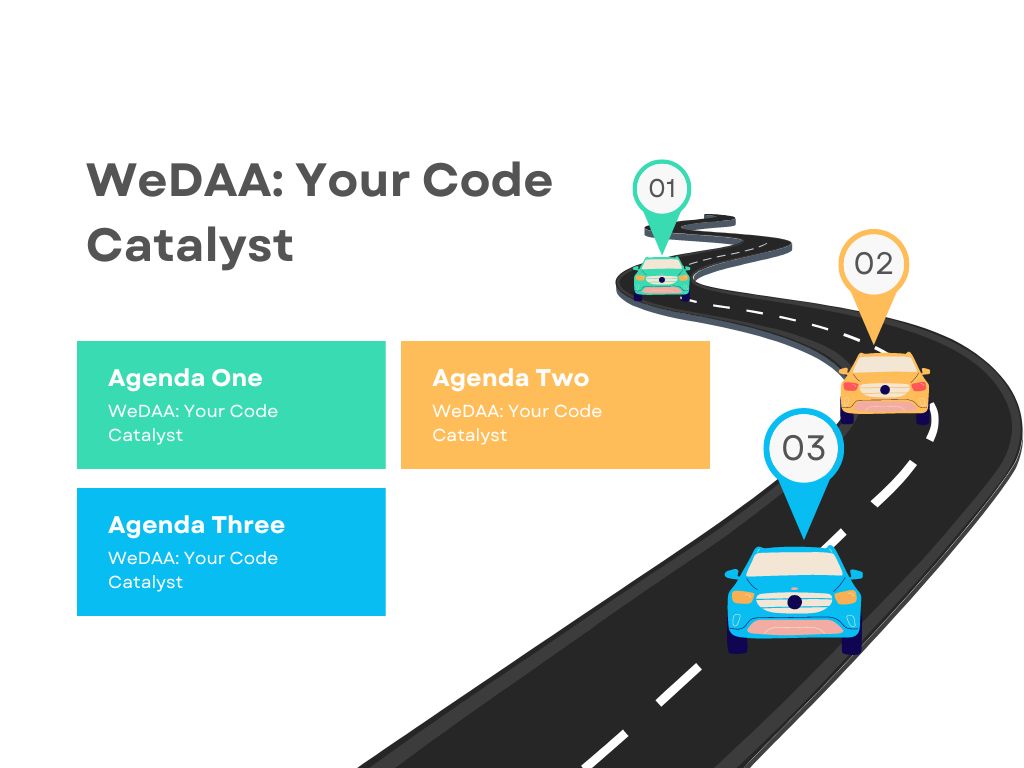 WeDAA: Your Code
Catalyst
01
02
03
Agenda One
WeDAA: Your Code
Catalyst
Agenda Two
WeDAA: Your Code
Catalyst
Agenda Three
WeDAA: Your Code
Catalyst